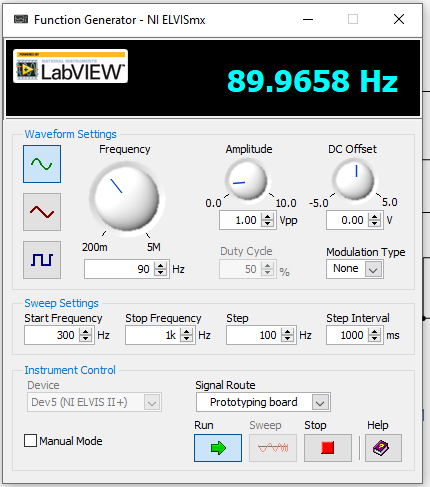 Function Generator - NI ELVISmx
POWERED BY
NATIONAL INSTRUMENTS
LabVIEW™
89.9658 Hz
Waveform Settings
Frequency
Amplitude
DC Offset
200m 5M
0.0 10.0
-5.0 5.0
90 Hz
1.00 Vpp
0.00 V
Duty Cycle
50 %
Modulation Type
None
Sweep Settings
Start Frequency
Stop Frequency
Step
Step Interval
300 Hz
1k Hz
100 Hz
1000 ms
Instrument Control
Device
Dev5 (NI ELVIS II+)
Signal Route
Prototyping board
Manual Mode
Run
Sweep
Stop
Help